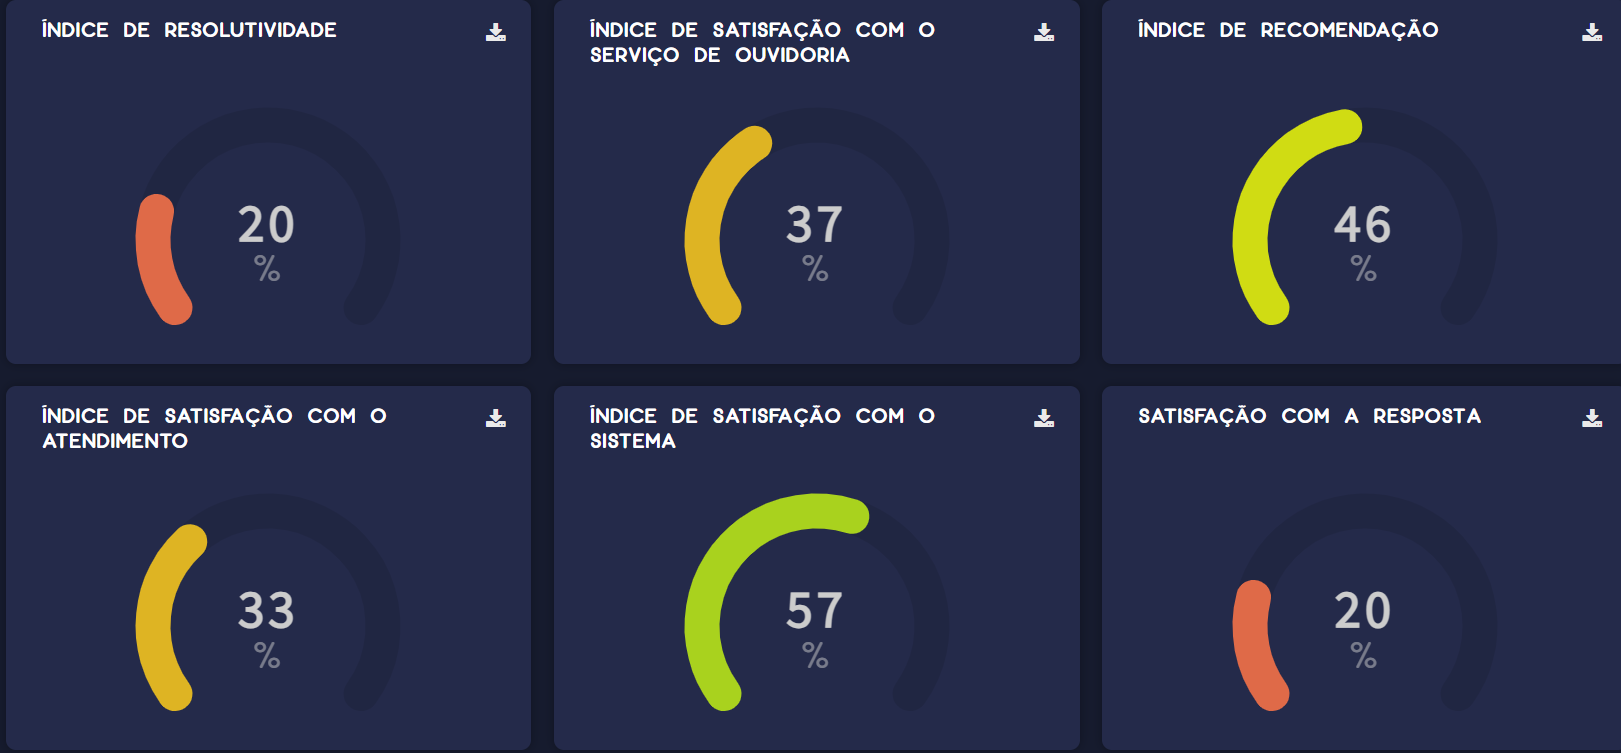 ÍNDICE DE RESOLUTIVIDADE
20
%
ÍNDICE DE SATISFAÇÃO COM O
SERVIÇO DE OUVIDORIA
37
%
ÍNDICE DE RECOMENDAÇÃO
46
%
ÍNDICE DE SATISFAÇÃO COM O
ATENDIMENTO
33
%
ÍNDICE DE SATISFAÇÃO COM O
SISTEMA
57
%
SATISFAÇÃO COM A RESPOSTA
20
%